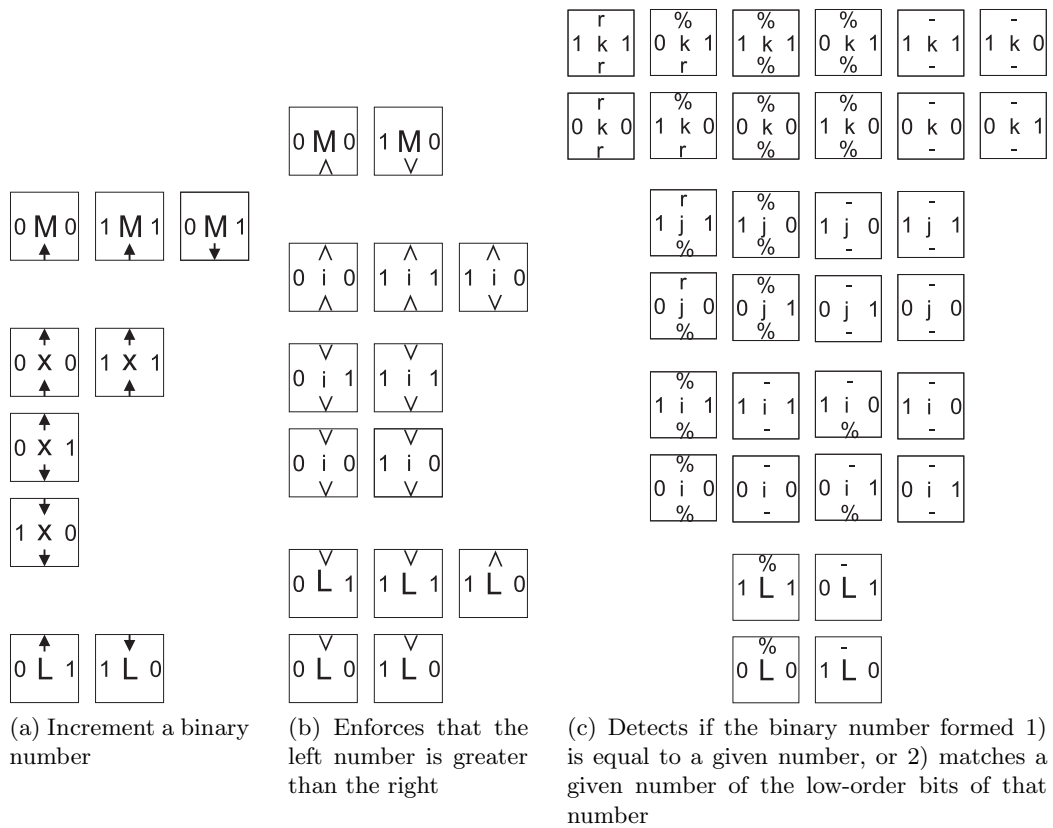 0 M 0 1 M 1 0 M 1
↑ ↑ ↓
↑ ↑
0 x 0 1 x 1
↑ ↑
↑
0 x 1
↓
↓
1 x 0
↓
↑ ↓
0 L 1 1 L 0
(a) Increment a binary
number
0 M 0 1 M 0
∧ ∨
∧ ∧ ∧
0 i 0 1 i 1 1 i 0
∧ ∧ ∨
∨ ∨
0 i 1 1 i 1
∨ ∨
∨ ∨
0 i 0 1 i 0
∨ ∨
∨ ∨ ∧
0 L 1 1 L 1 1 L 0
∨ ∨
0 L 0 1 L 0
(b) Enforces that the
left number is greater
than the right
r % % % - -
1 k 1 0 k 1 1 k 1 0 k 1 1 k 1 1 k 0
r r % % - -
r % % % - -
0 k 0 1 k 0 0 k 0 1 k 0 0 k 0 0 k 1
r r % % - -
r % - -
1 j 1 1 j 0 1 j 0 1 j 1
% % - -
r % - -
0 j 0 0 j 1 0 j 1 0 j 0
% % - -
% - - -
1 i 1 1 i 1 1 i 0 1 i 0
% - % -
% - - -
0 i 0 0 i 0 0 i 1 0 i 1
% - % -
% -
1 L 1 0 L 1
% -
0 L 0 1 L 0
(c) Detects if the binary number formed 1)
is equal to a given number, or 2) matches a
given number of the low-order bits of that
number